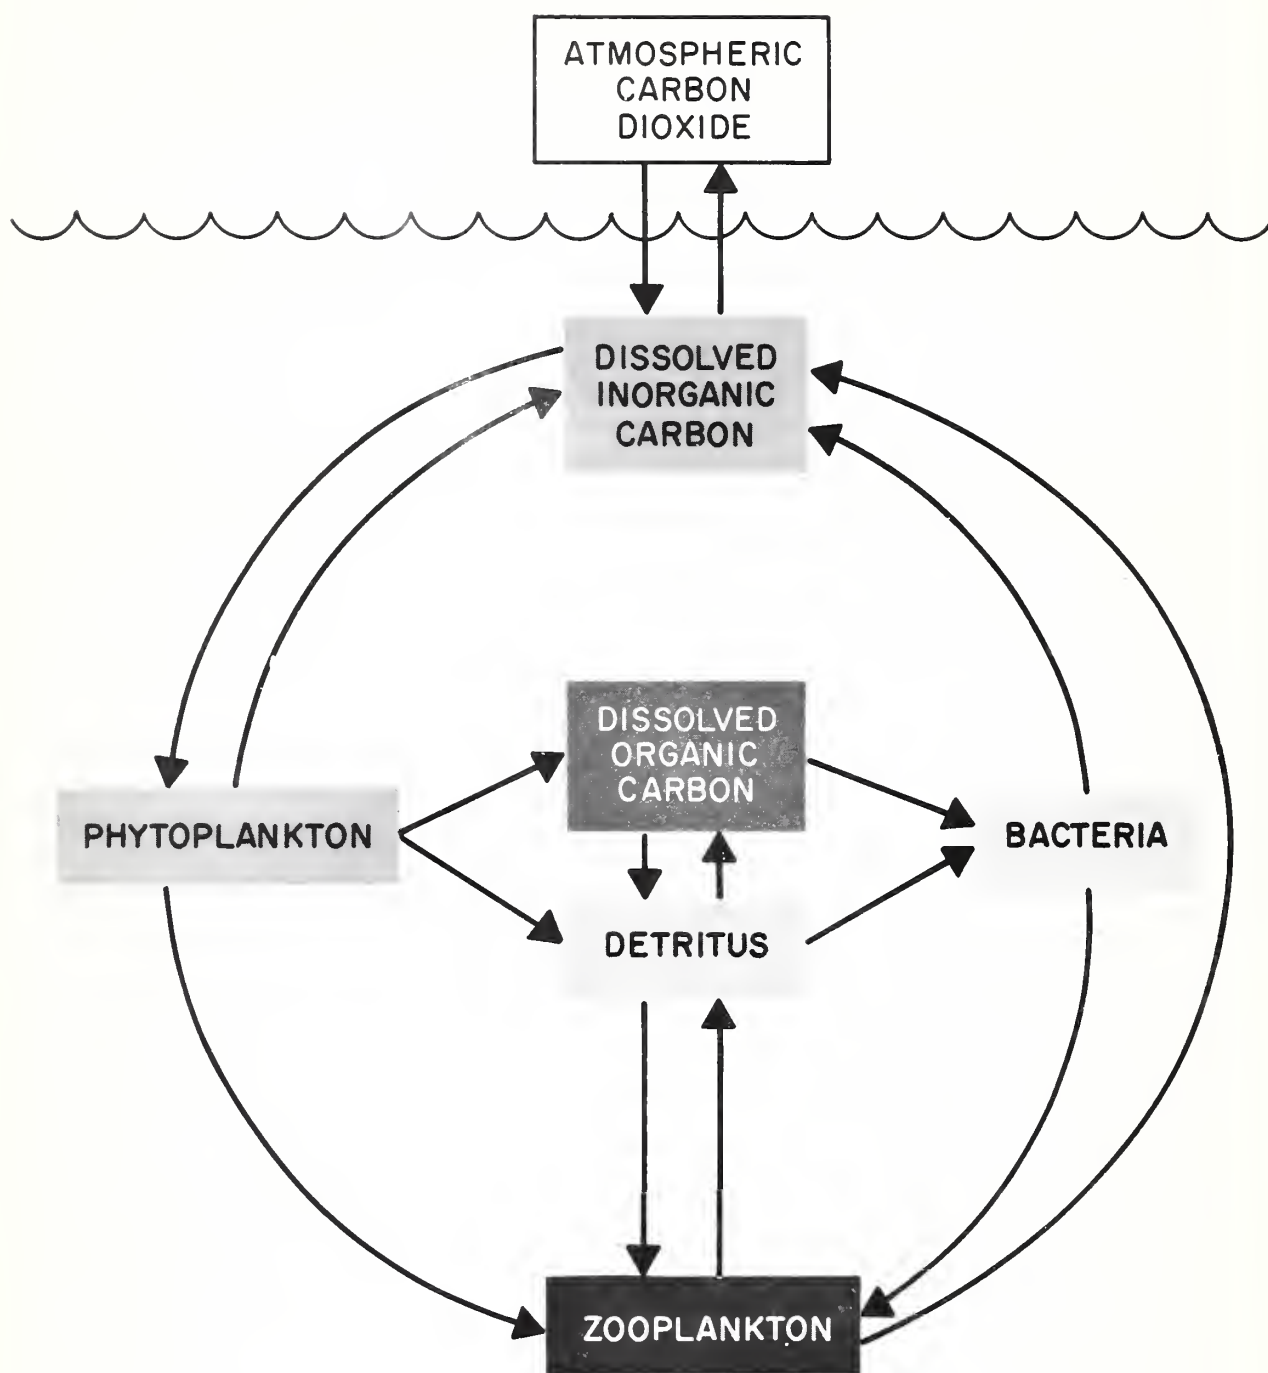 ATMOSPHERIC
CARBON
DIOXIDE
DISSOLVED
INORGANIC
CARBON
DISSOLVED
ORGANIC
CARBON
PHYTOPLANKTON
BACTERIA
DETRITUS
ZOOPLANKTON